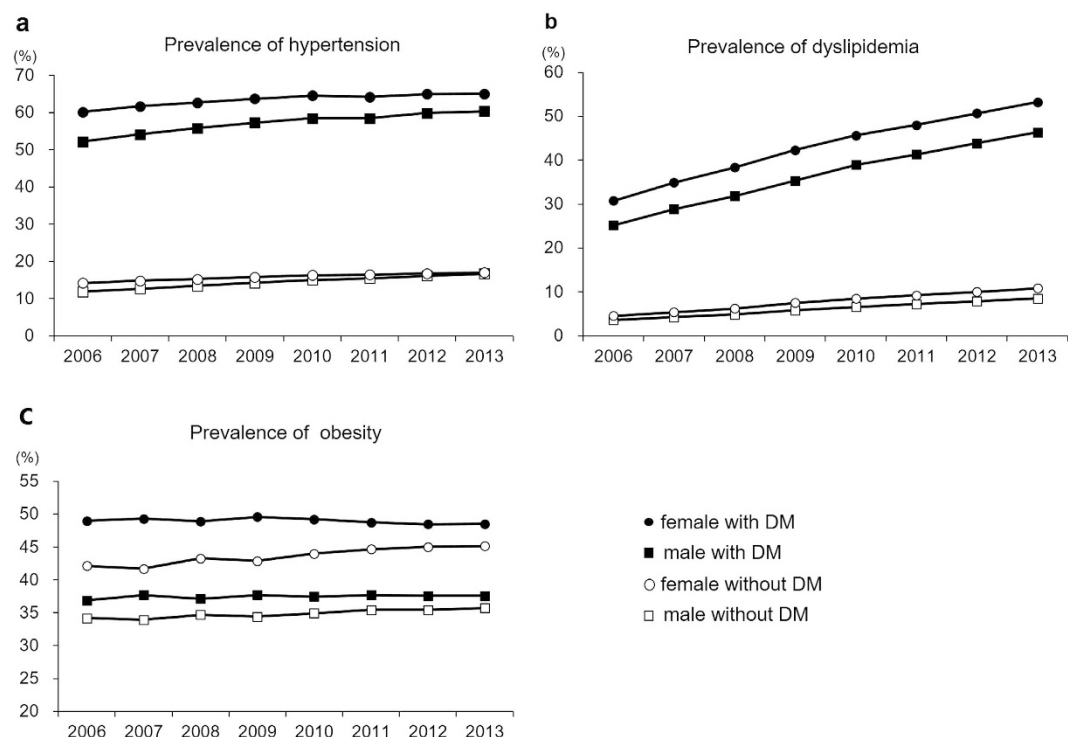 a
Prevalence of hypertension
(%)
70
60
50
40
30
20
10
0
2006 2007 2008 2009 2010 2011 2012 2013
b
Prevalence of dyslipidemia
(%)
60
50
40
30
20
10
0
2006 2007 2008 2009 2010 2011 2012 2013
c
Prevalence of obesity
(%)
55
50
45
40
35
30
25
20
2006 2007 2008 2009 2010 2011 2012 2013
female with DM
male with DM
female without DM
male without DM